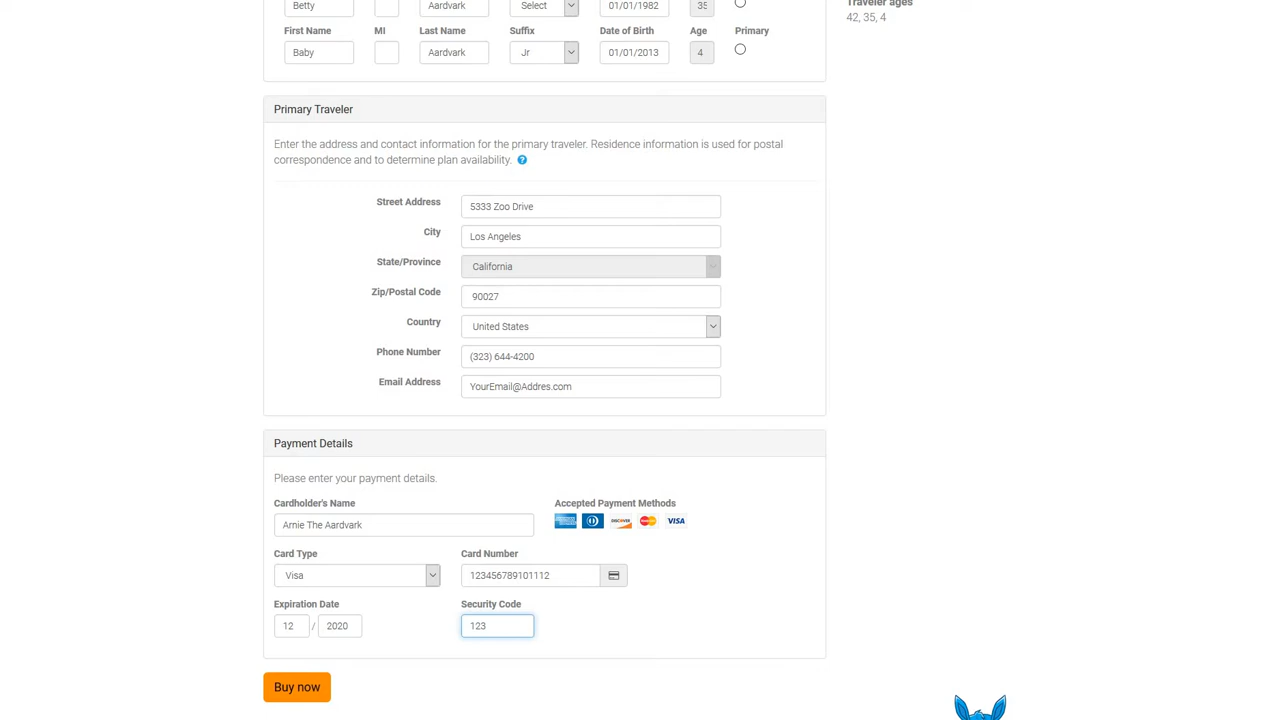 Traveler ages
Betty Aardvark Select 01/01/1982 35
42, 35, 4
First Name MI Last Name Suffix Date of Birth Age Primary
Baby Aardvark Jr 01/01/2013 4
Primary Traveler
Enter the address and contact information for the primary traveler. Residence information is used for postal
correspondence and to determine plan availability. ?
Street Address 5333 Zoo Drive
City Los Angeles
State/Province California
Zip/Postal Code 90027
Country United States
Phone Number (323) 644-4200
Email Address YourEmail@Addres.com
Payment Details
Please enter your payment details.
Cardholder's Name Accepted Payment Methods
Arnie The Aardvark DISCOVER VISA
Card Type Card Number
Visa 123456789101112
Expiration Date Security Code
12 / 2020 123
Buy now